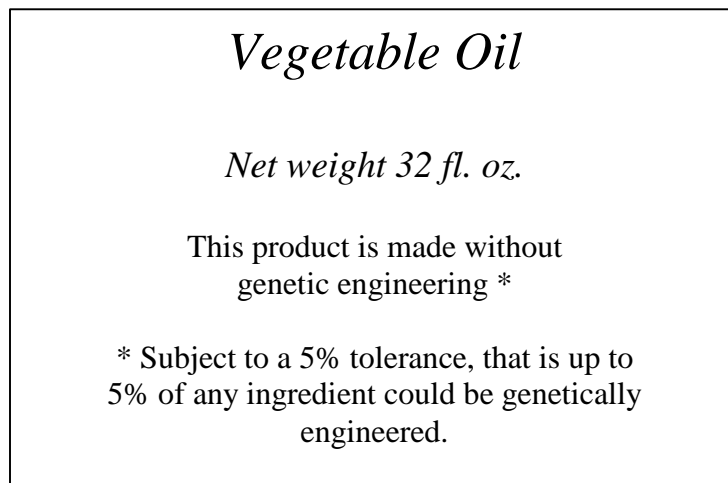 Vegetable Oil
Net weight 32 fl. oz.
This product is made without
genetic engineering *
* Subject to a 5% tolerance, that is up to
5% of any ingredient could be genetically
engineered.